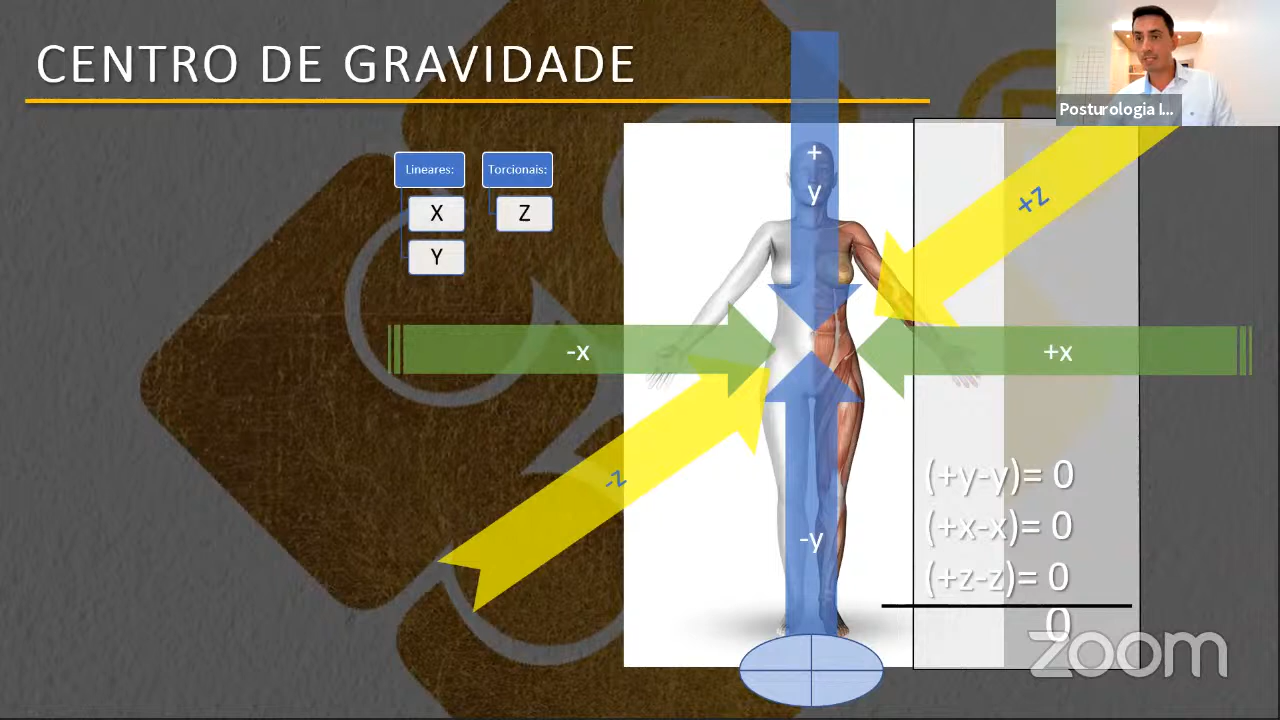 CENTRO DE GRAVIDADE
Posturologia I...
Lineares:
Torcionais:
X
Z
Y
+
y
+z
-x
+x
-z
-y
(+y-y)= 0
(+x-x)= 0
(+z-z)= 0
0
zoom